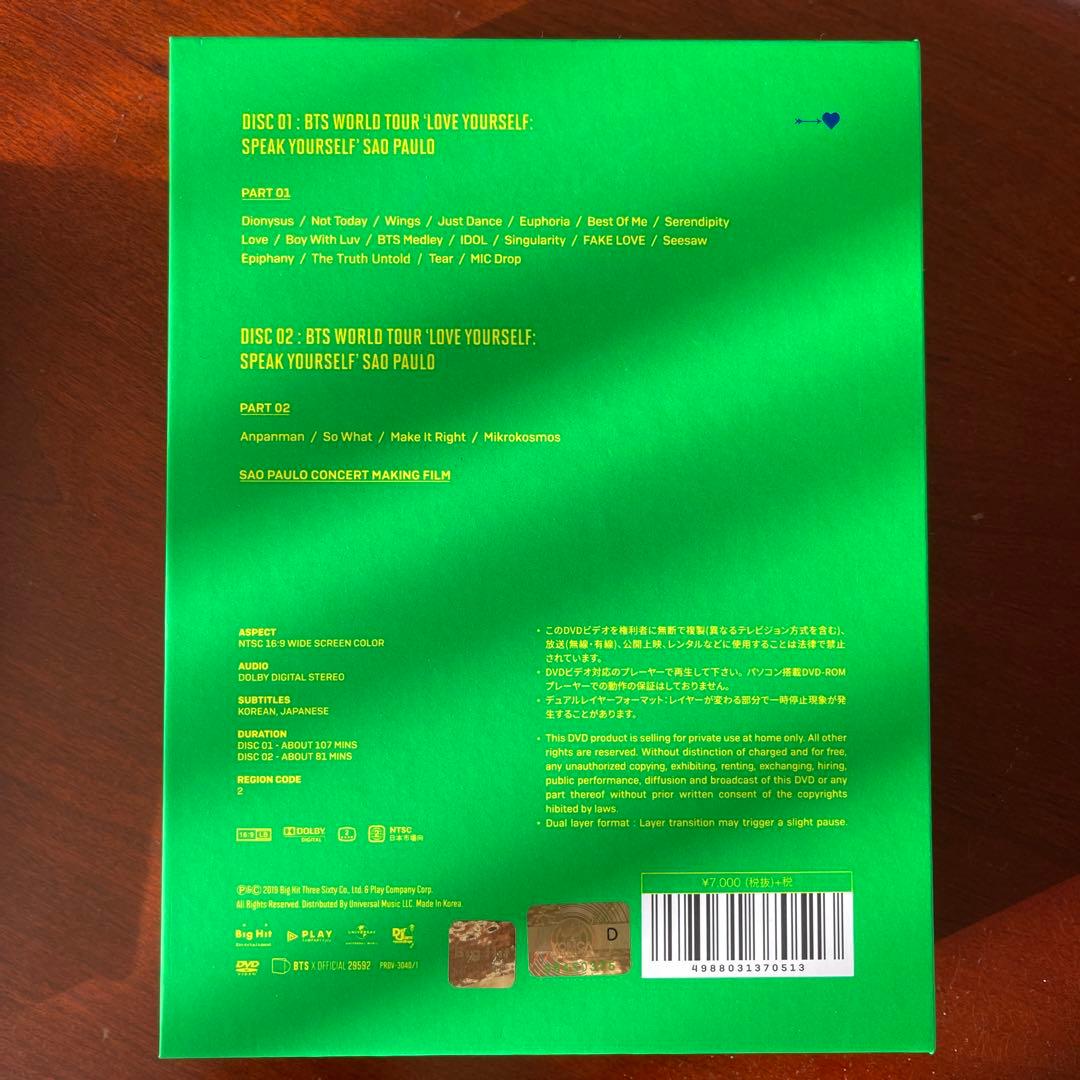 DISC 01 : BTS WORLD TOUR ‘LOVE YOURSELF:
SPEAK YOURSELF’ SAO PAULO
PART 01
Dionysus / Not Today / Wings / Just Dance / Euphoria / Best Of Me / Serendipity
Love / Boy With Luv / BTS Medley / IDOL / Singularity / FAKE LOVE / Seesaw
Epiphany / The Truth Untold / Tear / MIC Drop
DISC 02 : BTS WORLD TOUR ‘LOVE YOURSELF:
SPEAK YOURSELF’ SAO PAULO
PART 02
Anpanman / So What / Make It Right / Mikrokosmos
SAO PAULO CONCERT MAKING FILM
ASPECT
NTSC 16:9 WIDE SCREEN COLOR
AUDIO
DOLBY DIGITAL STEREO
SUBTITLES
KOREAN, JAPANESE
DURATION
DISC 01 - ABOUT 107 MINS
DISC 02 - ABOUT 81 MINS
REGION CODE
2
16:9 LB DOLBY DIGITAL 2 2 NTSC 日本市場向
• このDVDビデオを権利者に無断で複製(異なるテレビジョン方式を含む)、
放送(無線・有線)、公開上映、レンタルなどに使用することは法律で禁止
されています。
• DVDビデオ対応のプレーヤーで再生して下さい。パソコン搭載DVD-ROM
プレーヤーでの動作の保証はしておりません。
• デュアルレイヤーフォーマット：レイヤーが変わる部分で一時停止現象が発
生することがあります。
• This DVD product is selling for private use at home only. All other
rights are reserved. Without distinction of charged and for free,
any unauthorized copying, exhibiting, renting, exchanging, hiring,
public performance, diffusion and broadcast of this DVD or any
part thereof without prior written consent of the copyrights
hibited by laws.
• Dual layer format : Layer transition may trigger a slight pause.
Ⓟ&Ⓒ 2019 Big Hit Three Sixty Co., Ltd. & Play Company Corp.
All Rights Reserved. Distributed By Universal Music LLC. Made In Korea.
Big Hit Entertainment PLAY COMPANY UNIVERSAL UNIVERSAL MUSIC Def Jam recordings
DVD VIDEO BTS X OFFICIAL 29592 PROV-3040/1
KOMCA
D
¥7,000 (税抜)+税
4988031370513